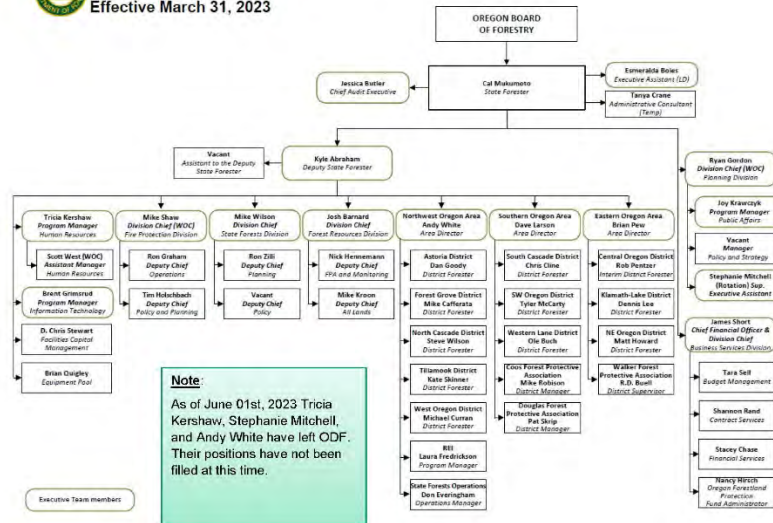 Effective March 31, 2023
OREGON BOARD
OF FORESTRY
Jessica Butler
Chief Audit Executive
Cal Mukumoto
State Forester
Esmeralda Boies
Executive Assistant (LD)
Tanya Crane
Administrative Consultant
(Temp)
Vacant
Assistant to the Deputy
State Forester
Kyle Abraham
Deputy State Forester
Ryan Gordon
Division Chief (WOC)
Planning Division
Joy Krawczyk
Program Manager
Public Affairs
Vacant
Manager
Policy and Strategy
Stephanie Mitchell
(Rotation) Sup.
Executive Assistant
James Short
Chief Financial Officer &
Division Chief
Business Services Division
Tara Sell
Budget Management
Shannon Rand
Contract Services
Stacey Chase
Financial Services
Nancy Hirsch
Oregon Forestland
Protection
Fund Administrator
Tricia Kershaw
Program Manager
Human Resources
Scott West (WOC)
Assistant Manager
Human Resources
Brent Grimsrud
Program Manager
Information Technology
D. Chris Stewart
Facilities Capital
Management
Brian Quigley
Equipment Pool
Mike Shaw
Division Chief (WOC)
Fire Protection Division
Ron Graham
Deputy Chief
Operations
Tim Holschbach
Deputy Chief
Policy and Planning
Mike Wilson
Division Chief
State Forests Division
Ron Zilli
Deputy Chief
Planning
Vacant
Deputy Chief
Policy
Josh Barnard
Division Chief
Forest Resources Division
Nick Hennemann
Deputy Chief
FPA and Monitoring
Mike Kroon
Deputy Chief
All Lands
Northwest Oregon Area
Andy White
Area Director
Astoria District
Dan Goody
District Forester
Forest Grove District
Mike Cafferata
District Forester
North Cascade District
Steve Wilson
District Forester
Tillamook District
Kate Skinner
District Forester
West Oregon District
Michael Curran
District Forester
REI
Laura Fredrickson
Program Manager
State Forests Operations
Don Everingham
Operations Manager
Southern Oregon Area
Dave Larson
Area Director
South Cascade District
Chris Cline
District Forester
SW Oregon District
Tyler McCarty
District Forester
Western Lane District
Ole Buch
District Forester
Coos Forest Protective
Association
Mike Robison
District Manager
Douglas Forest
Protective Association
Pat Skrip
District Manager
Eastern Oregon Area
Brian Pew
Area Director
Central Oregon District
Rob Pentzer
Interim District Forester
Klamath-Lake District
Dennis Lee
District Forester
NE Oregon District
Matt Howard
District Forester
Walker Forest
Protective Association
R.D. Buell
District Supervisor
Note:
As of June 01st, 2023 Tricia
Kershaw, Stephanie Mitchell,
and Andy White have left ODF.
Their positions have not been
filled at this time.
Executive Team members